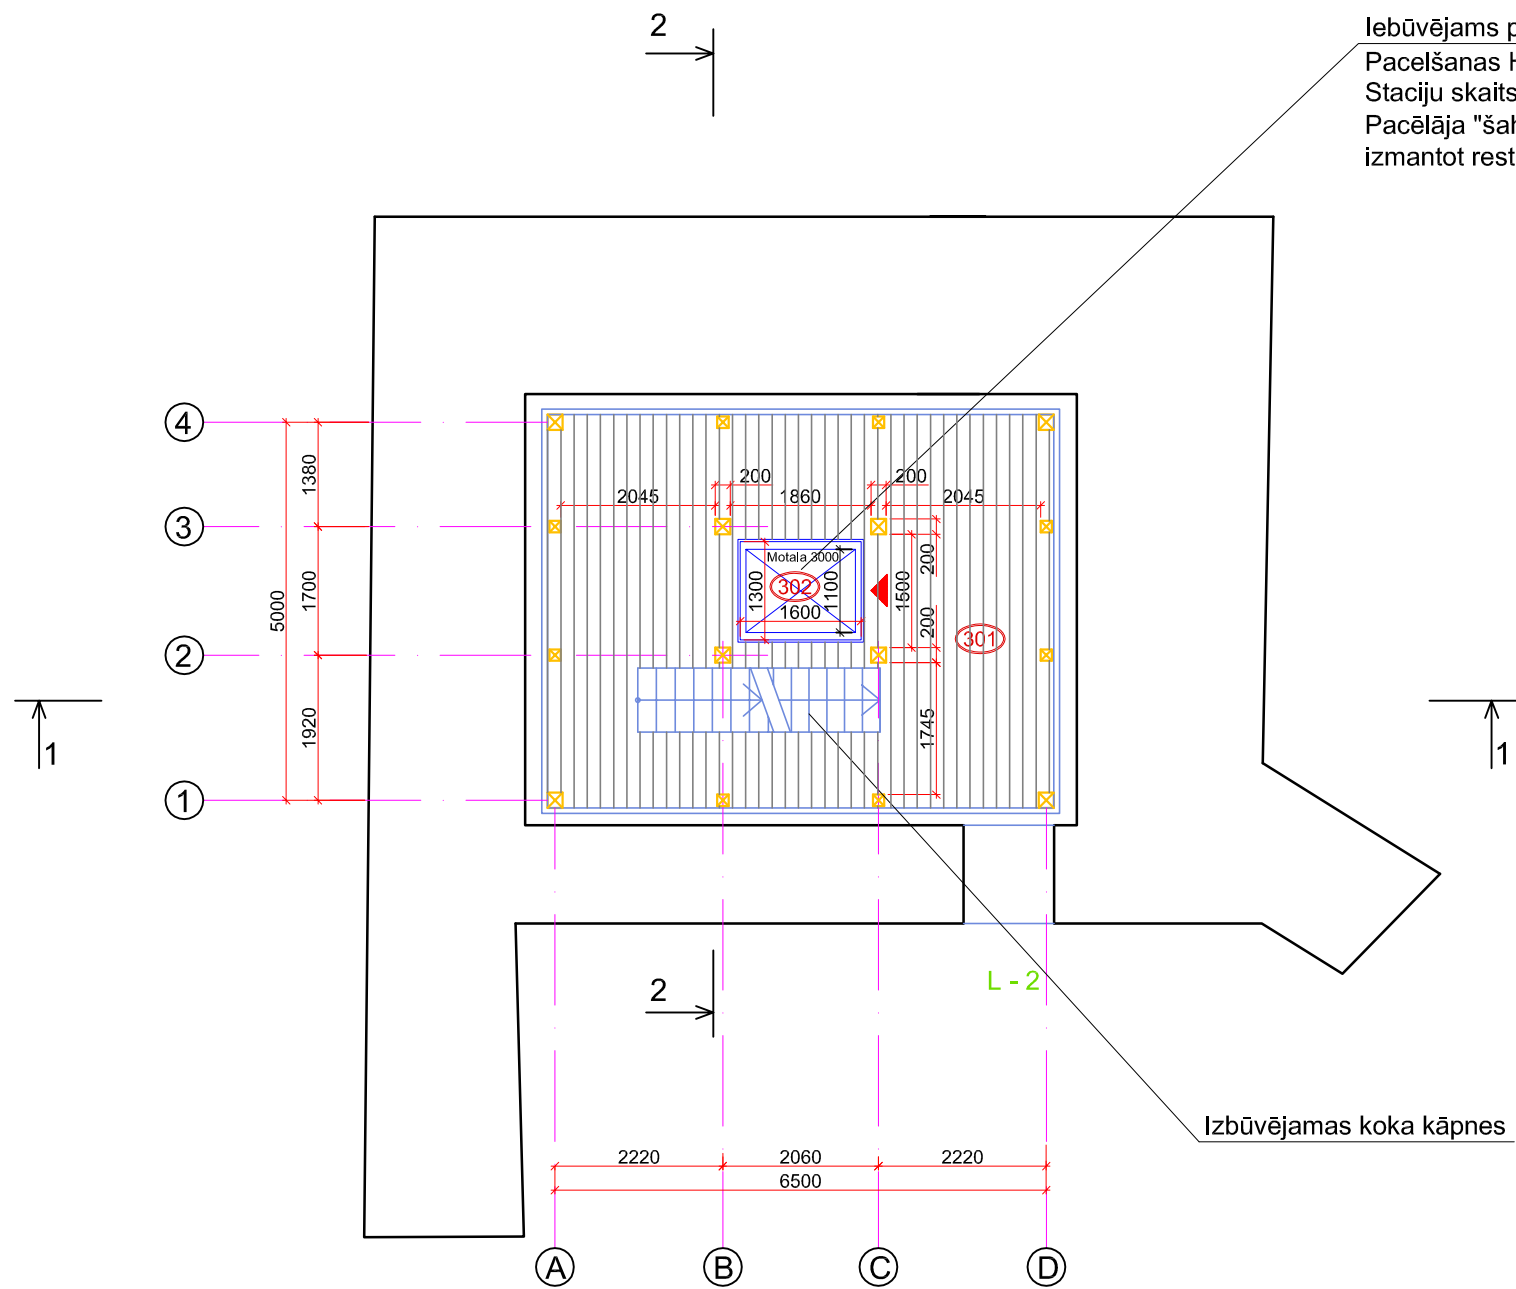 2
Iebūvējams p
Pacelšanas H
Staciju skaits
Pacēlāja "šah
izmantot rest
4
3
2
1
1380
1700
1920
5000
200
200
2045
1860
2045
Motala 3000
302
1300
1100
1600
1500
200
200
1745
301
1
1
2
L - 2
Izbūvējamas koka kāpnes
2220
2060
2220
6500
A
B
C
D